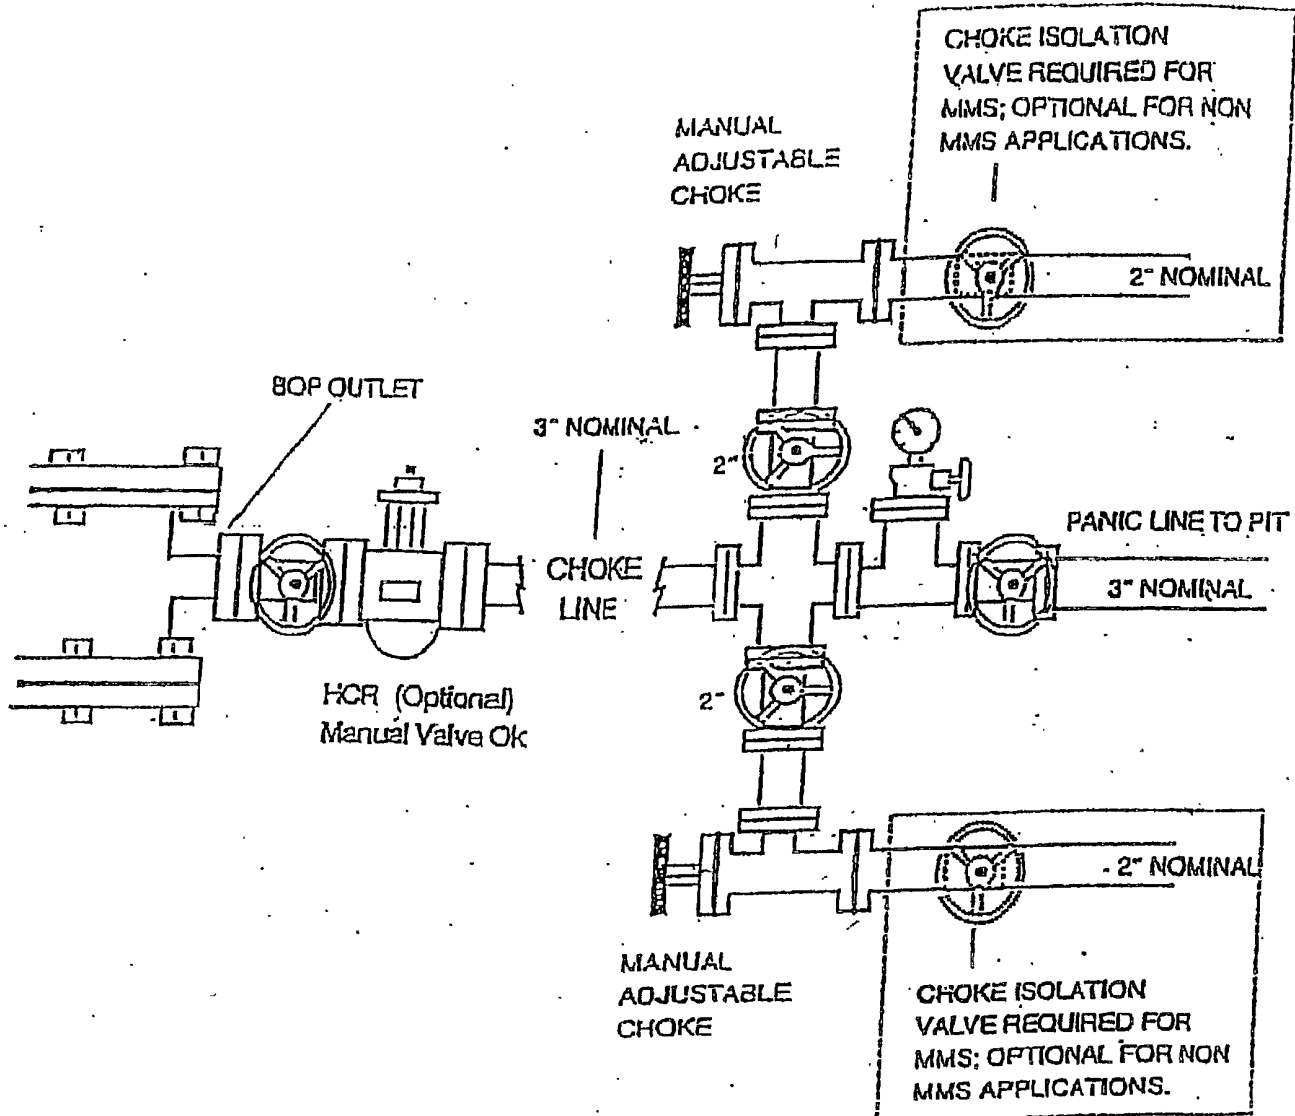 CHOKE ISOLATION
VALVE REQUIRED FOR
MMS; OPTIONAL FOR NON
MMS APPLICATIONS.
MANUAL
ADJUSTABLE
CHOKE
2" NOMINAL
BOP OUTLET
3" NOMINAL
2"
PANIC LINE TO PIT
CHOKE
LINE
3" NOMINAL
HCR (Optional)
Manual Valve Ok
2"
2" NOMINAL
MANUAL
ADJUSTABLE
CHOKE
CHOKE ISOLATION
VALVE REQUIRED FOR
MMS; OPTIONAL FOR NON
MMS APPLICATIONS.